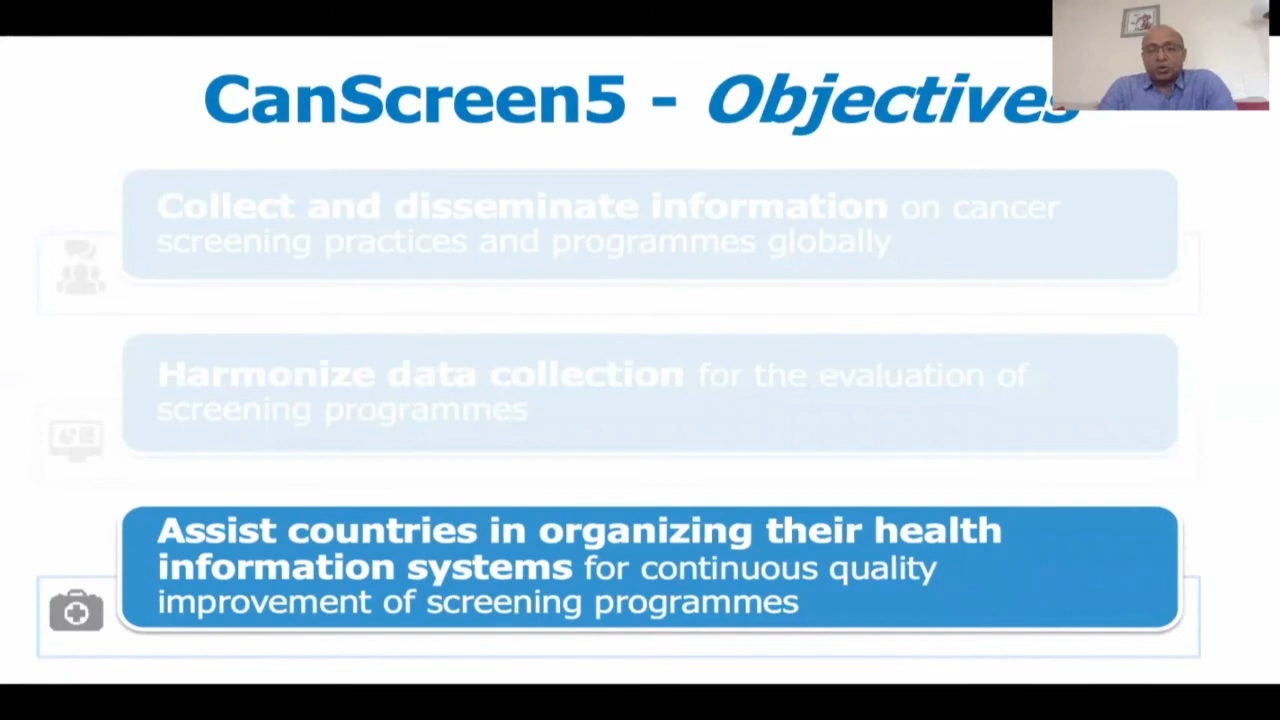 CanScreen5 - Objectives
Collect and disseminate information on cancer
screening practices and programmes globally
Harmonize data collection for the evaluation of
screening programmes
Assist countries in organizing their health
information systems for continuous quality
improvement of screening programmes